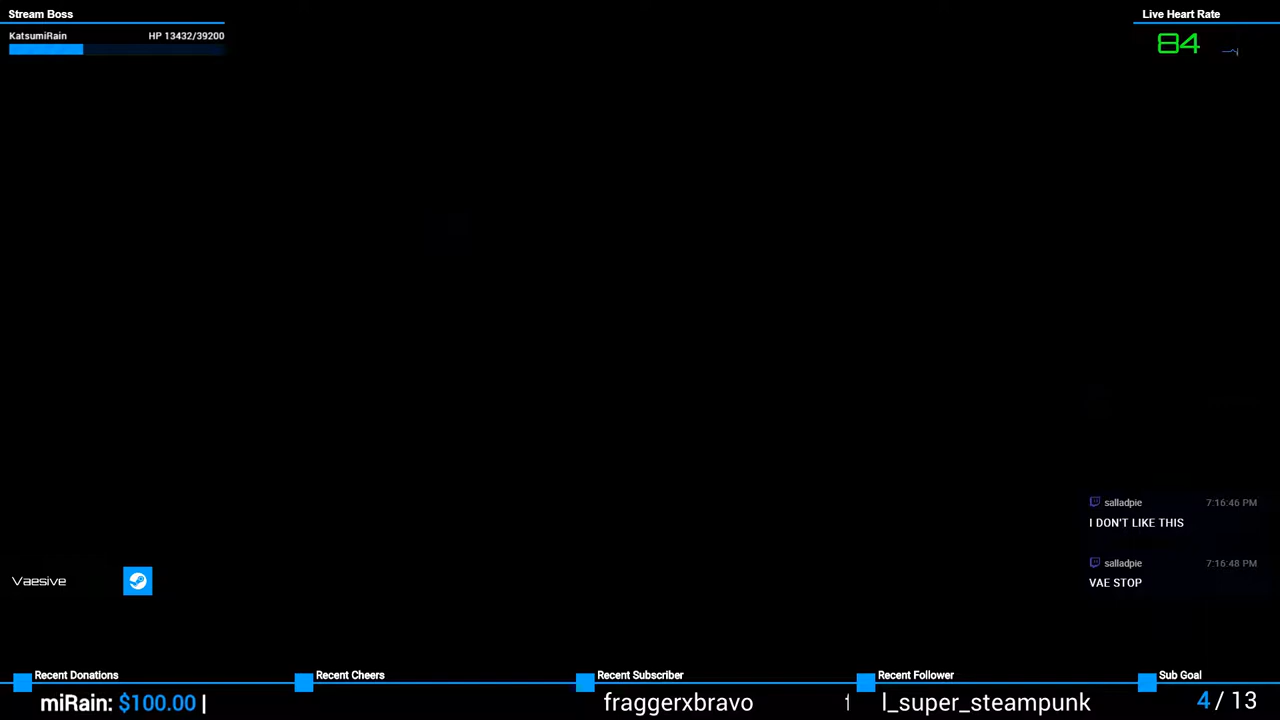 Stream Boss
KatsumiRain HP 13432/39200
Live Heart Rate
84
salladpie 7:16:46 PM
I DON'T LIKE THIS
salladpie 7:16:48 PM
VAE STOP
Vaesive
Recent Donations
miRain: $100.00 |
Recent Cheers
Recent Subscriber
fraggerxbravo
Recent Follower
l_super_steampunk
Sub Goal
4 / 13